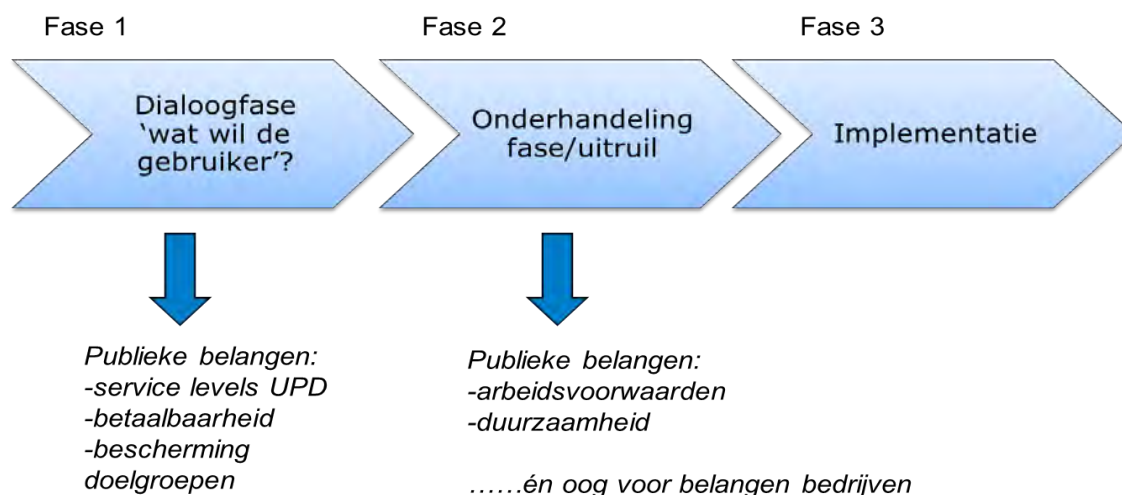 Fase 1
Fase 2
Fase 3
Dialoogfase
‘wat wil de
gebruiker’?
Onderhandeling
fase/uitruil
Implementatie
Publieke belangen:
-service levels UPD
-betaalbaarheid
-bescherming
doelgroepen
Publieke belangen:
-arbeidsvoorwaarden
-duurzaamheid
......én oog voor belangen bedrijven